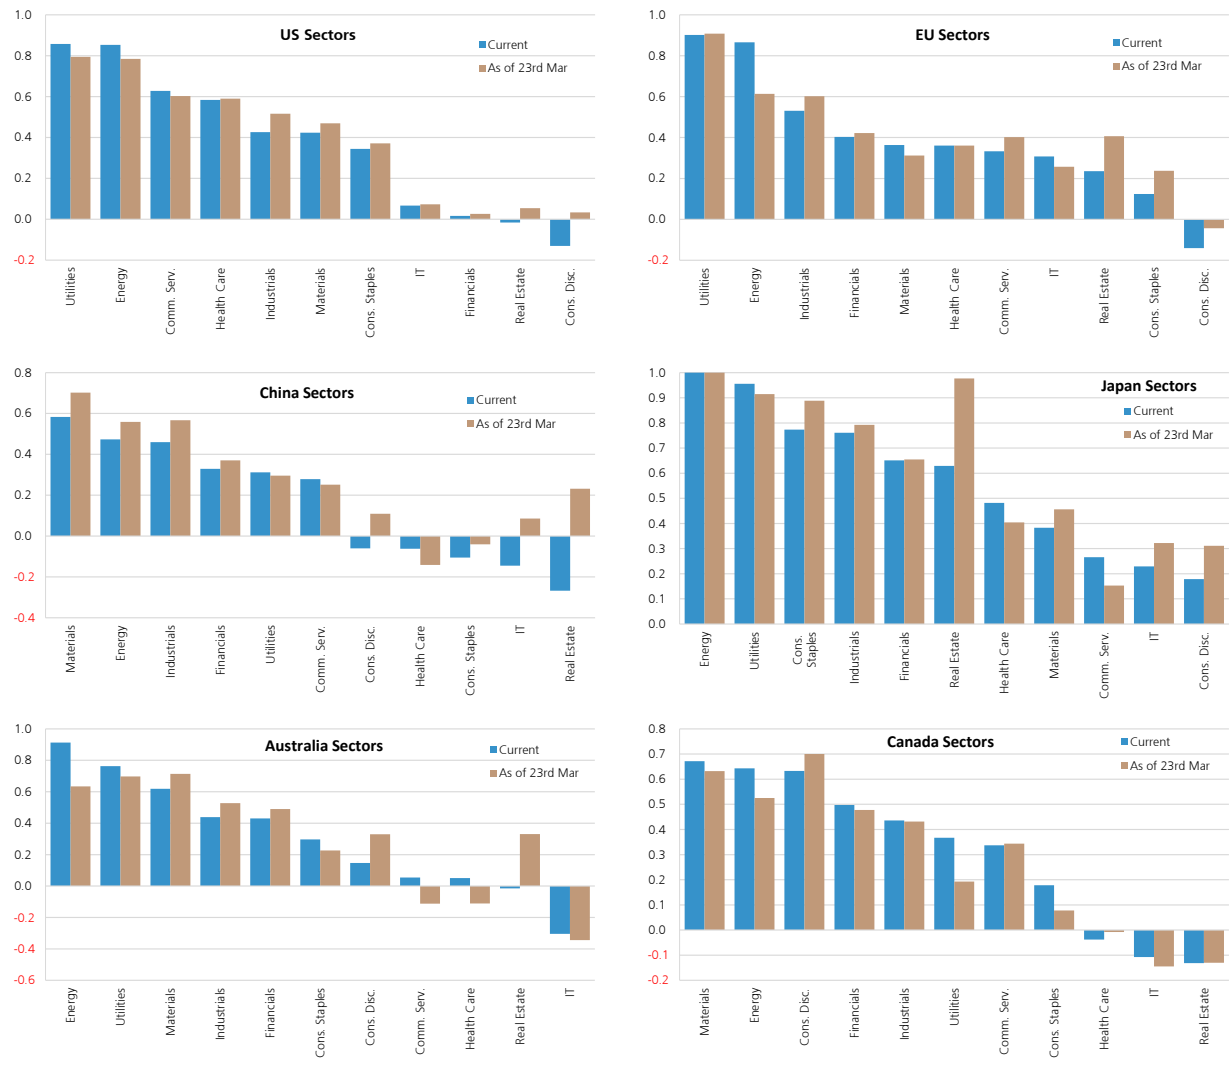 US Sectors
Current
As of 23rd Mar
1.0
0.8
0.6
0.4
0.2
0.0
-0.2
Utilities
Energy
Comm. Serv.
Health Care
Industrials
Materials
Cons. Staples
IT
Financials
Real Estate
Cons. Disc.
EU Sectors
Current
As of 23rd Mar
1.0
0.8
0.6
0.4
0.2
0.0
-0.2
Utilities
Energy
Industrials
Financials
Materials
Health Care
Comm. Serv.
IT
Real Estate
Cons. Staples
Cons. Disc.
China Sectors
Current
As of 23rd Mar
0.8
0.6
0.4
0.2
0.0
-0.2
-0.4
Materials
Energy
Industrials
Financials
Utilities
Comm. Serv.
Cons. Disc.
Health Care
Cons. Staples
IT
Real Estate
Japan Sectors
Current
As of 23rd Mar
1.0
0.9
0.8
0.7
0.6
0.5
0.4
0.3
0.2
0.1
0.0
Energy
Utilities
Cons.
Staples
Industrials
Financials
Real Estate
Health Care
Materials
Comm. Serv.
IT
Cons. Disc.
Australia Sectors
Current
As of 23rd Mar
1.0
0.8
0.6
0.4
0.2
0.0
-0.2
-0.4
-0.6
Energy
Utilities
Materials
Industrials
Financials
Cons. Staples
Cons. Disc.
Comm. Serv.
Health Care
Real Estate
IT
Canada Sectors
Current
As of 23rd Mar
0.8
0.7
0.6
0.5
0.4
0.3
0.2
0.1
0.0
-0.1
-0.2
Materials
Energy
Cons. Disc.
Financials
Industrials
Utilities
Comm. Serv.
Cons. Staples
Health Care
IT
Real Estate